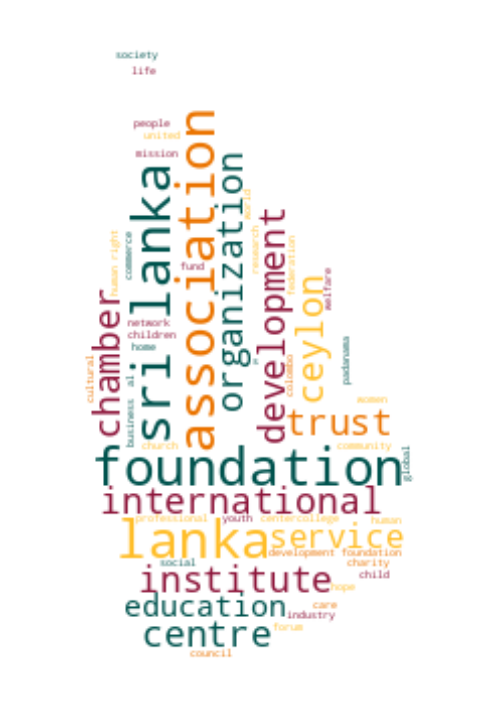 society
life
people
united
mission
association
sri lanka
organization
world
development
human right
commerce
research
federation
fund
welfare
ceylon
chamber
network
children
home
padanama
cultural
business
al
colombo
women
trust
church
community
foundation
global
international
professional
youth
centercollege
human
lanka
service
development foundation
social
charity
institute
child
hope
education
care
industry
centre
forum
council